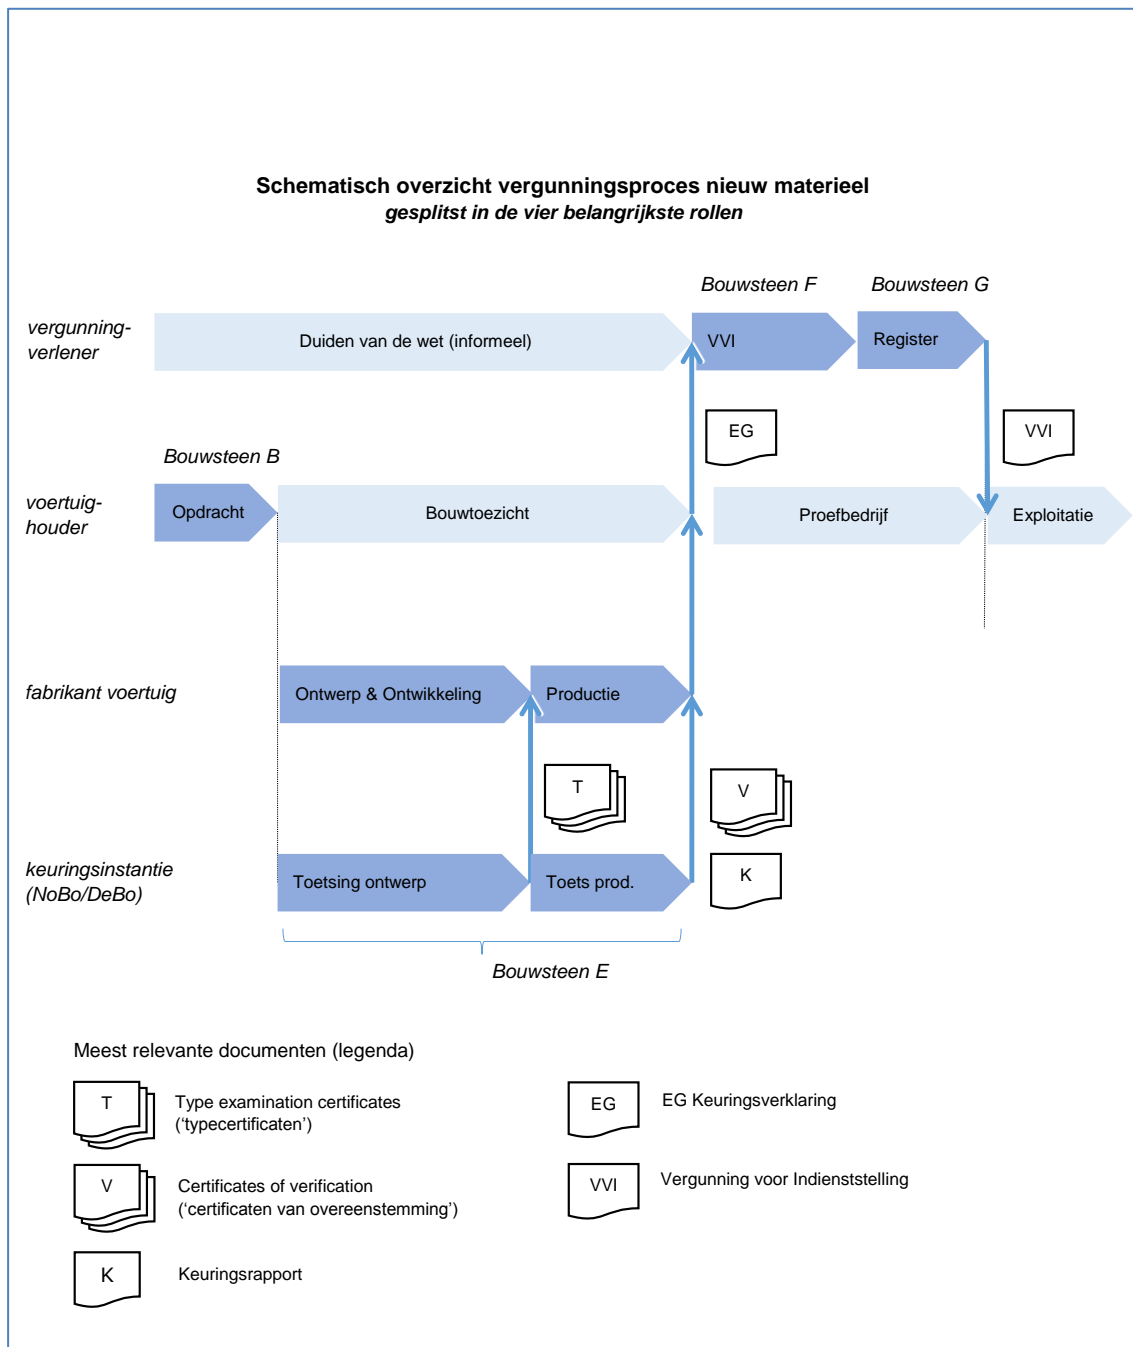 Schematisch overzicht vergunningsproces nieuw materieel
gesplitst in de vier belangrijkste rollen
Bouwsteen F
Bouwsteen G
vergunning-
verlener
Duiden van de wet (informeel)
VVI
Register
EG
VVI
Bouwsteen B
voertuig-
houder
Opdracht
Bouwtoezicht
Proefbedrijf
Exploitatie
fabrikant voertuig
Ontwerp & Ontwikkeling
Productie
T
V
K
keuringsinstantie
(NoBo/DeBo)
Toetsing ontwerp
Toets prod.
Bouwsteen E
Meest relevante documenten (legenda)
T
Type examination certificates
(‘typecertificaten’)
EG
EG Keuringsverklaring
V
Certificates of verification
(‘certificaten van overeenstemming’)
VVI
Vergunning voor Indienststelling
K
Keuringsrapport